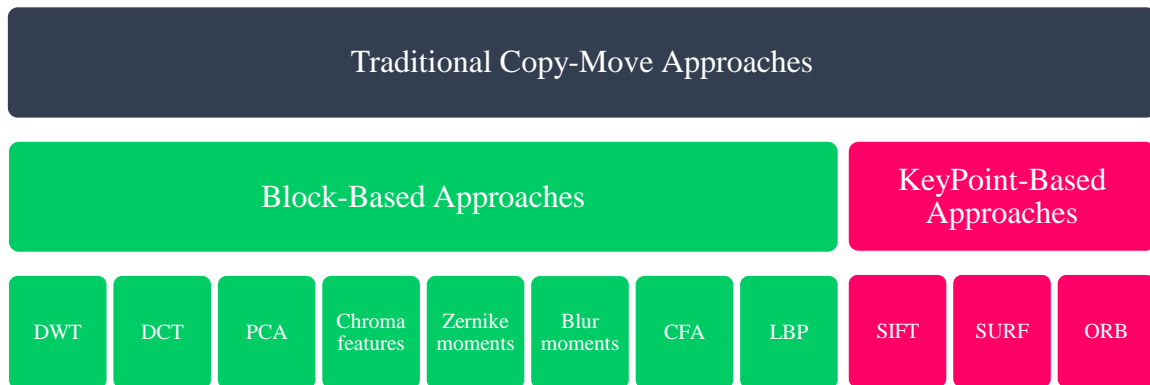 Traditional Copy-Move Approaches
Block-Based Approaches
KeyPoint-Based
Approaches
DWT
DCT
PCA
Chroma
features
Zernike
moments
Blur
moments
CFA
LBP
SIFT
SURF
ORB